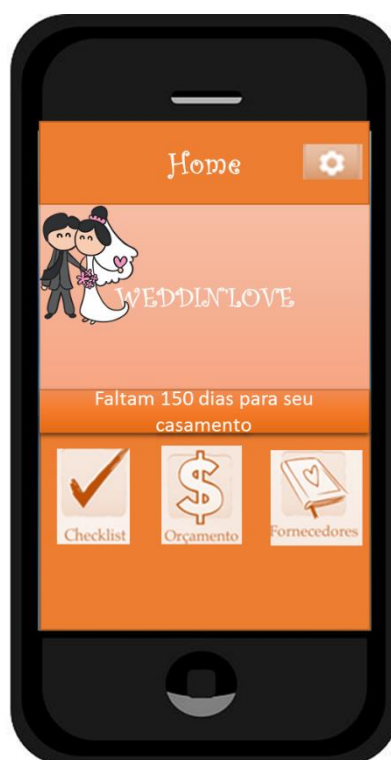 Home
WEDDIN'LOVE
Faltam 150 dias para seu
casamento
Checklist
Orçamento
Fornecedores